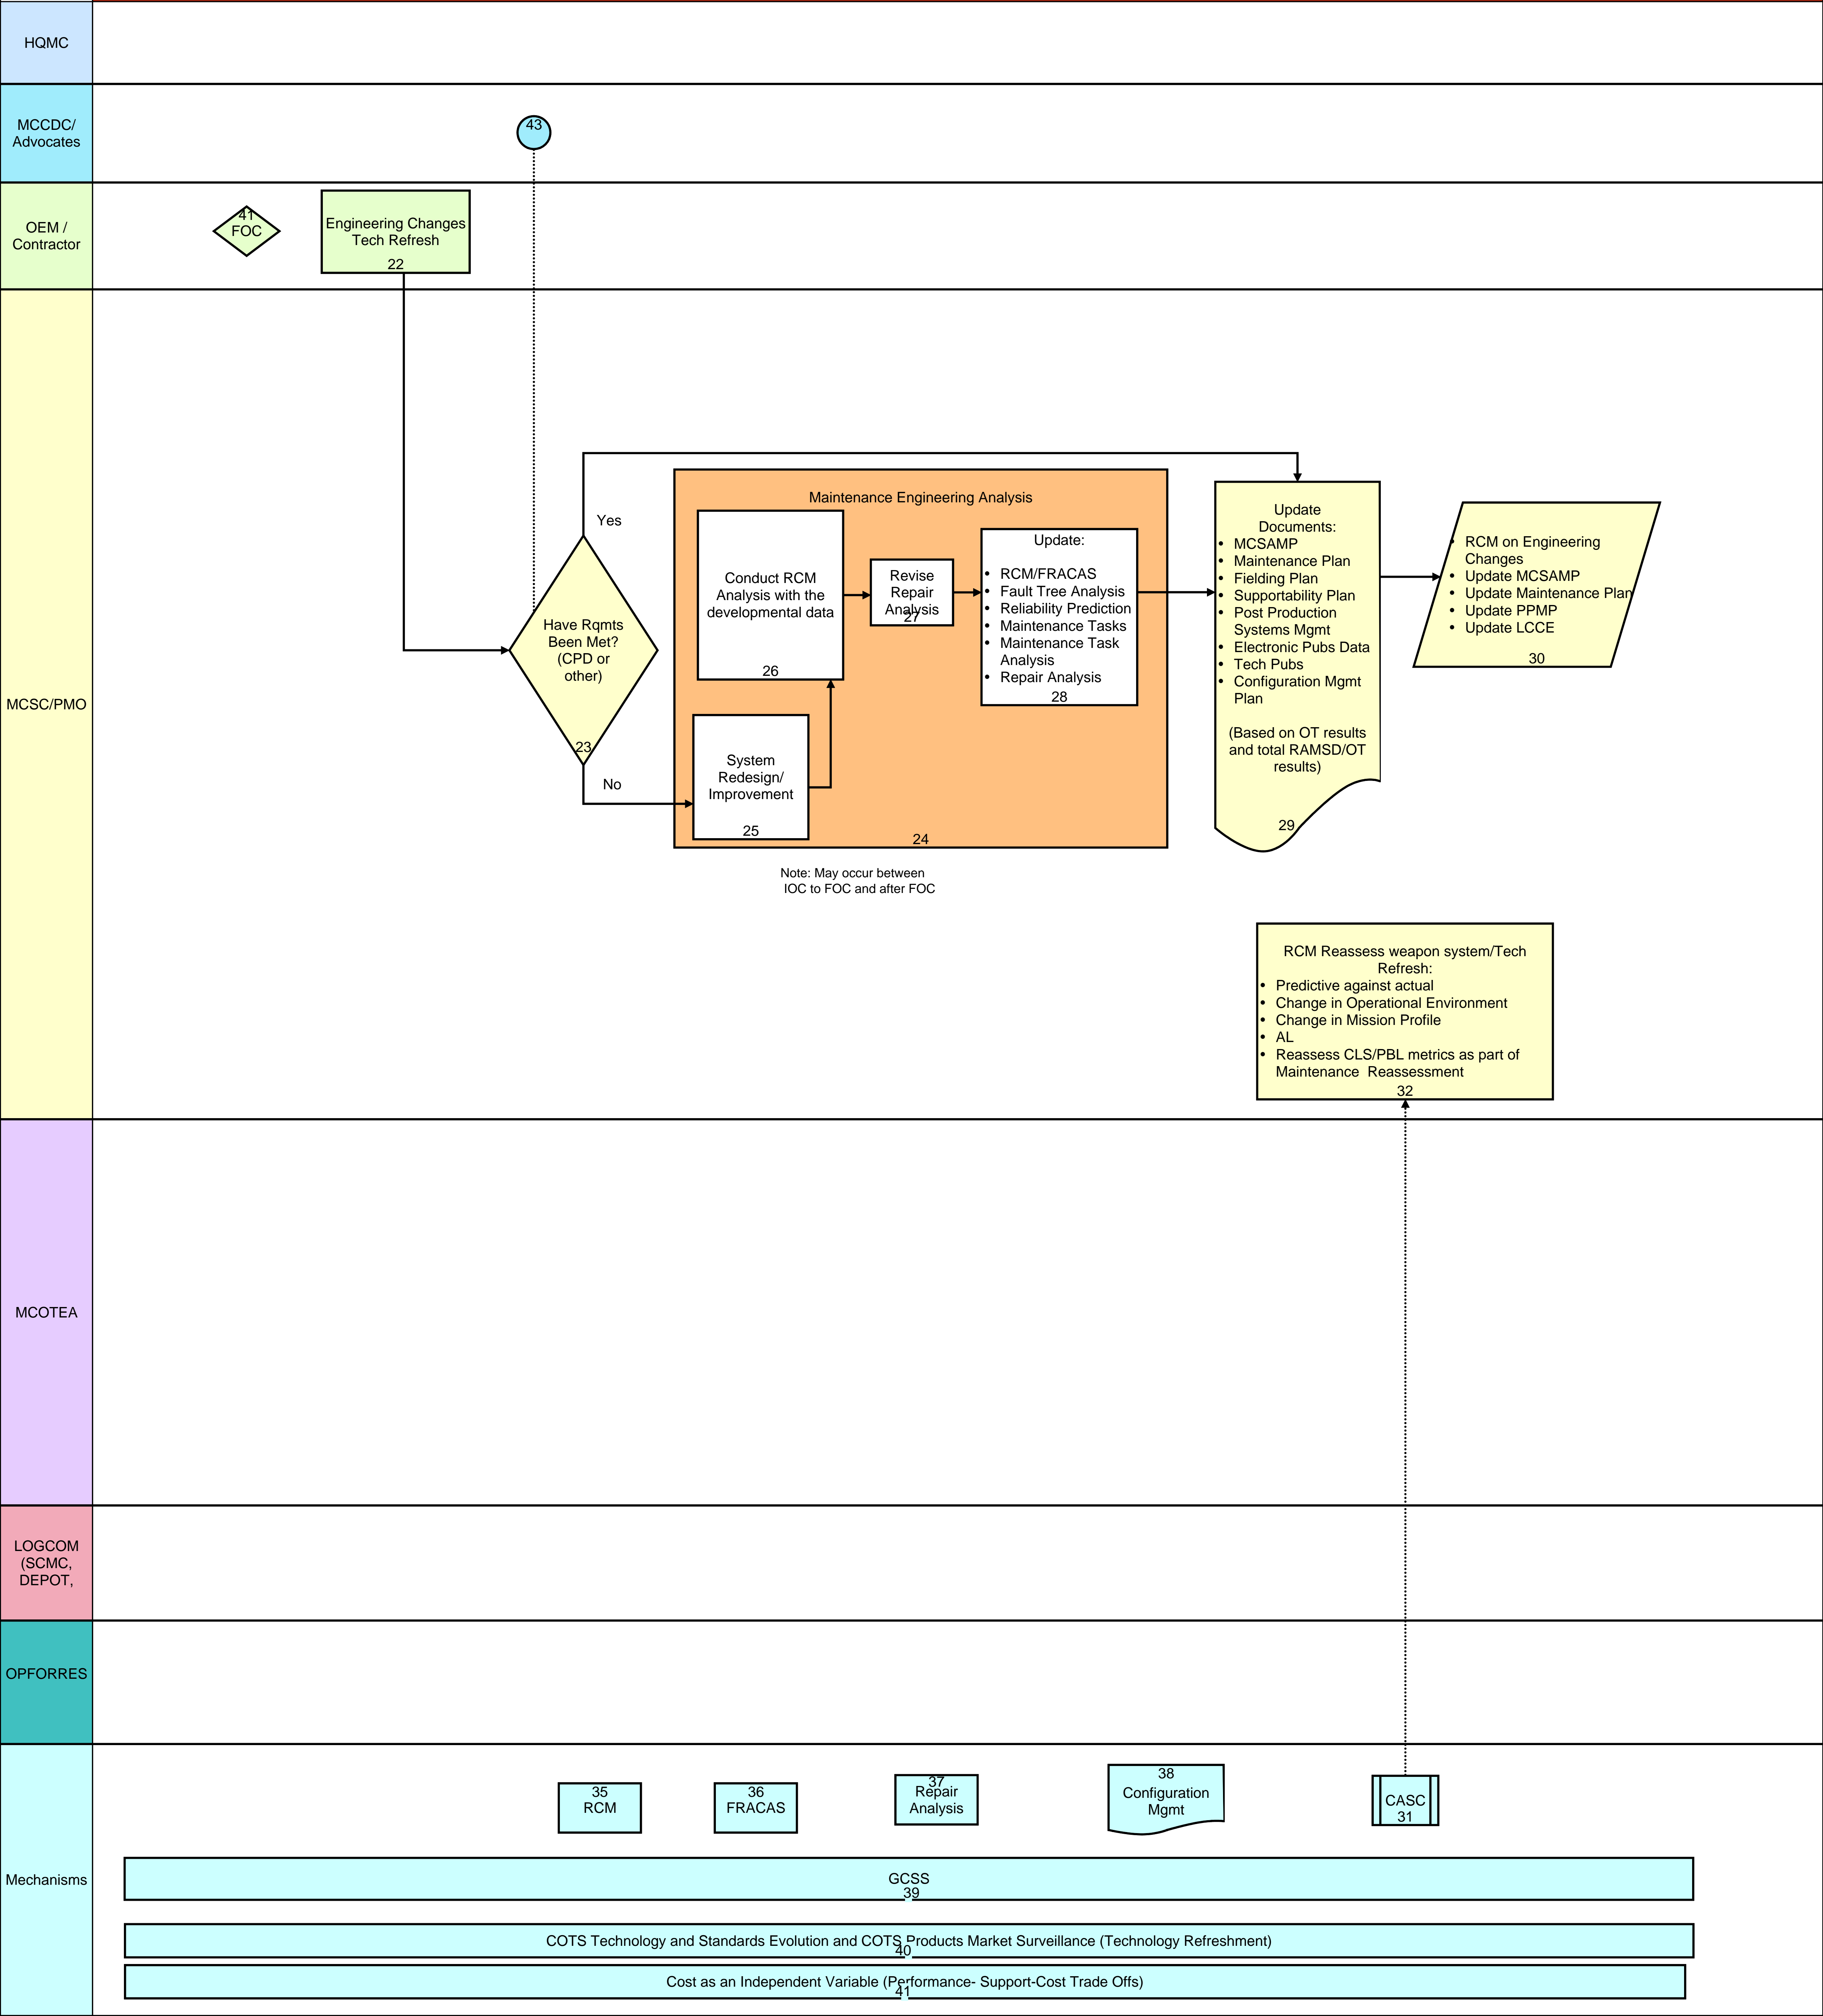 HQMC
MCCDC/
Advocates
43
OEM /
Contractor
41
FOC
Engineering Changes
Tech Refresh
22
MCSC/PMO
Have Rqmts
Been Met?
(CPD or
other)
23
Yes
No
Maintenance Engineering Analysis
Conduct RCM
Analysis with the
developmental data
26
Revise
Repair
Analysis
27
Update:
• RCM/FRACAS
• Fault Tree Analysis
• Reliability Prediction
• Maintenance Tasks
• Maintenance Task
Analysis
• Repair Analysis
28
System
Redesign/
Improvement
25
24
Note: May occur between
IOC to FOC and after FOC
Update
Documents:
• MCSAMP
• Maintenance Plan
• Fielding Plan
• Supportability Plan
• Post Production
Systems Mgmt
• Electronic Pubs Data
• Tech Pubs
• Configuration Mgmt
Plan
(Based on OT results
and total RAMSD/OT
results)
29
• RCM on Engineering
Changes
• Update MCSAMP
• Update Maintenance Plan
• Update PPMP
• Update LCCE
30
RCM Reassess weapon system/Tech
Refresh:
• Predictive against actual
• Change in Operational Environment
• Change in Mission Profile
• AL
• Reassess CLS/PBL metrics as part of
Maintenance Reassessment
32
MCOTEA
LOGCOM
(SCMC,
DEPOT,
OPFORRES
Mechanisms
35
RCM
36
FRACAS
37
Repair
Analysis
38
Configuration
Mgmt
CASC
31
GCSS
39
COTS Technology and Standards Evolution and COTS Products Market Surveillance (Technology Refreshment)
40
Cost as an Independent Variable (Performance- Support-Cost Trade Offs)
41